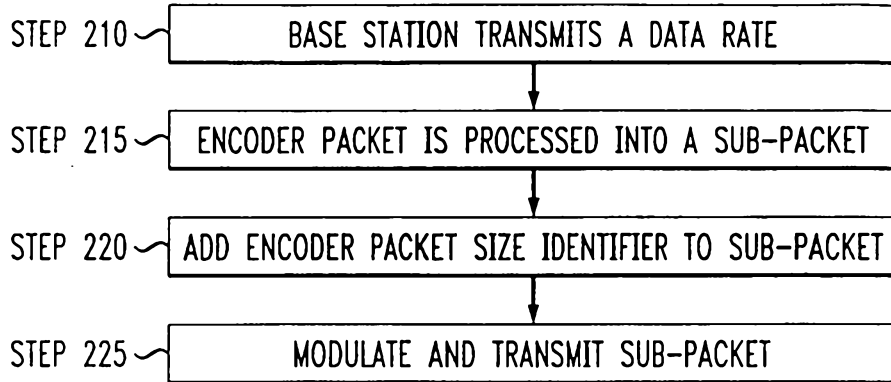 STEP 210 BASE STATION TRANSMITS A DATA RATE
STEP 215 ENCODER PACKET IS PROCESSED INTO A SUB-PACKET
STEP 220 ADD ENCODER PACKET SIZE IDENTIFIER TO SUB-PACKET
STEP 225 MODULATE AND TRANSMIT SUB-PACKET